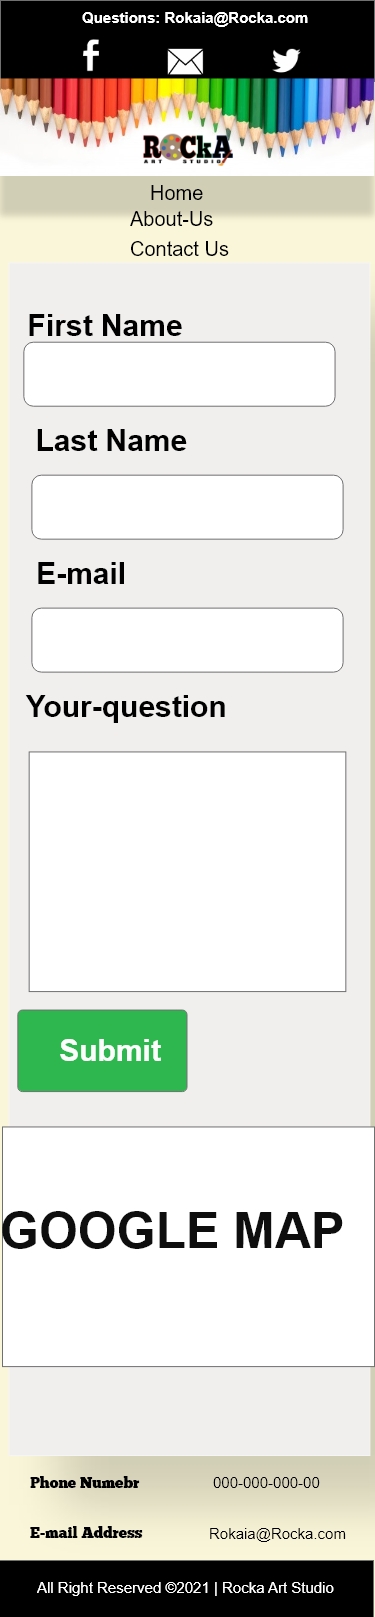 Questions: Rokaia@Rocka.com
RockA
ART STUDIO
Home
About-Us
Contact Us
First Name
Last Name
E-mail
Your-question
Submit
GOOGLE MAP
Phone Numebr 000-000-000-00
E-mail Address Rokaia@Rocka.com
All Right Reserved ©2021 | Rocka Art Studio